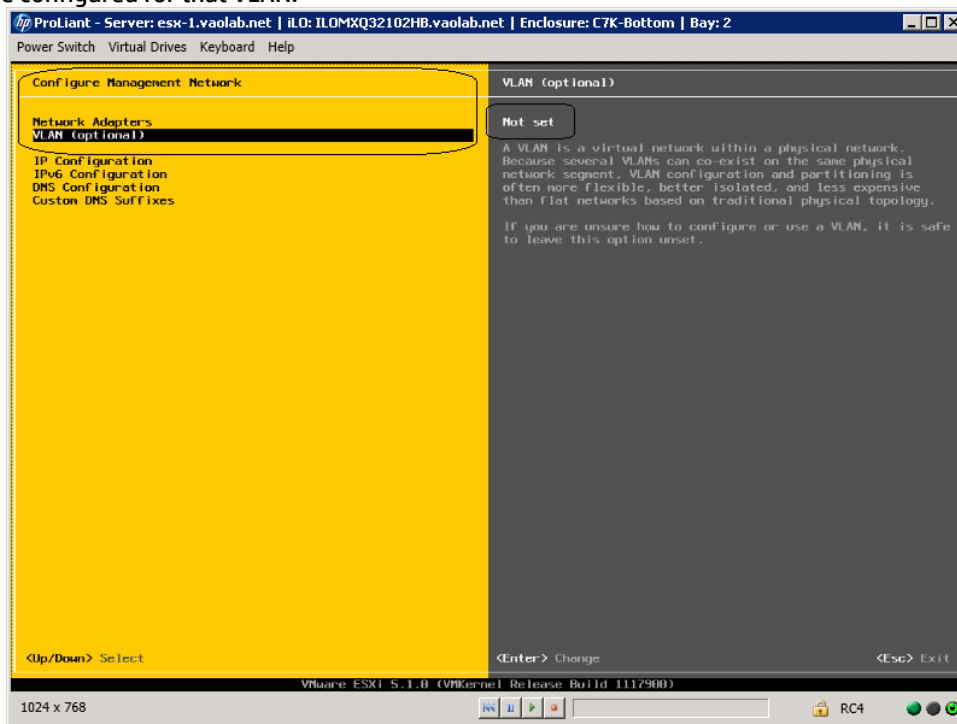 e configured for that VLAN.
ProLiant - Server: esx-1.vaolab.net | iLO: ILOMXQ32102HB.vaolab.net | Enclosure: C7K-Bottom | Bay: 2
Power Switch Virtual Drives Keyboard Help
Configure Management Network
Network Adapters
VLAN (optional)
IP Configuration
IPv6 Configuration
DNS Configuration
Custom DNS Suffixes
VLAN (optional)
Not set
A VLAN is a virtual network within a physical network.
Because several VLANs can co-exist on the same physical
network segment, VLAN configuration and partitioning is
often more flexible, better isolated, and less expensive
than flat networks based on traditional physical topology.
If you are unsure how to configure or use a VLAN, it is safe
to leave this option unset.
<Up/Down> Select
<Enter> Change
<Esc> Exit
VMware ESXi 5.1.0 (VMKernel Release Build 1117900)
1024 x 768
RC4